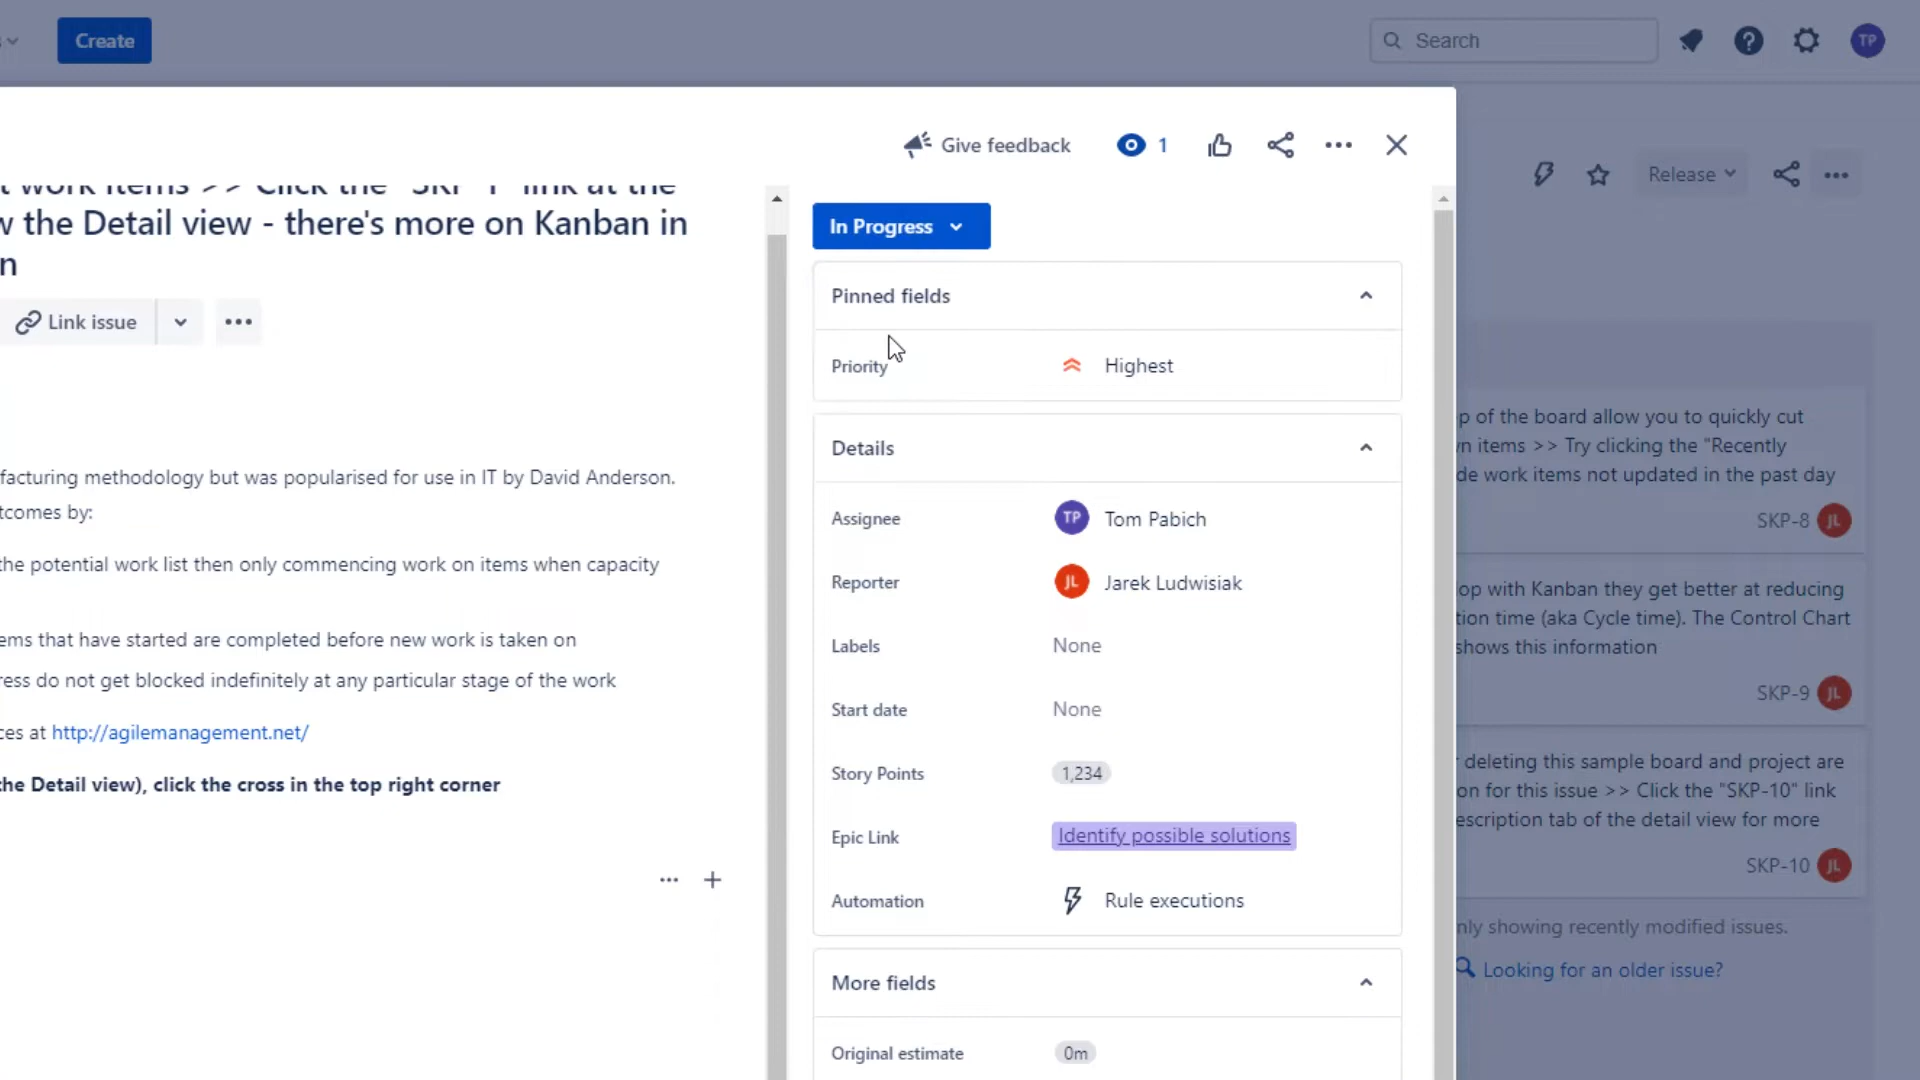 Create
Search
TP
Give feedback
1
Release
w the Detail view - there's more on Kanban in
n
Link issue
In Progress
Pinned fields
Priority
Highest
Details
Assignee
TP
Tom Pabich
Reporter
JL
Jarek Ludwisiak
Labels
None
Start date
None
Story Points
1,234
Epic Link
Identify possible solutions
Automation
Rule executions
More fields
Original estimate
0m
facturing methodology but was popularised for use in IT by David Anderson.
tcomes by:
the potential work list then only commencing work on items when capacity
ems that have started are completed before new work is taken on
ress do not get blocked indefinitely at any particular stage of the work
ces at http://agilemanagement.net/
the Detail view), click the cross in the top right corner
p of the board allow you to quickly cut
n items >> Try clicking the "Recently
de work items not updated in the past day
SKP-8
JL
op with Kanban they get better at reducing
tion time (aka Cycle time). The Control Chart
shows this information
SKP-9
JL
deleting this sample board and project are
on for this issue >> Click the "SKP-10" link
escription tab of the detail view for more
SKP-10
JL
nly showing recently modified issues.
Looking for an older issue?